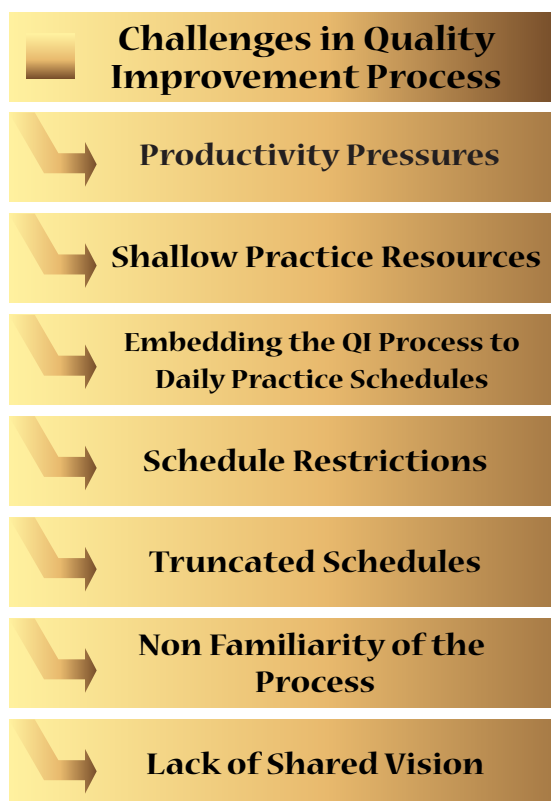 Challenges in Quality
Improvement Process
Productivity Pressures
Shallow Practice Resources
Embedding the QI Process to
Daily Practice Schedules
Schedule Restrictions
Truncated Schedules
Non Familiarity of the
Process
Lack of Shared Vision